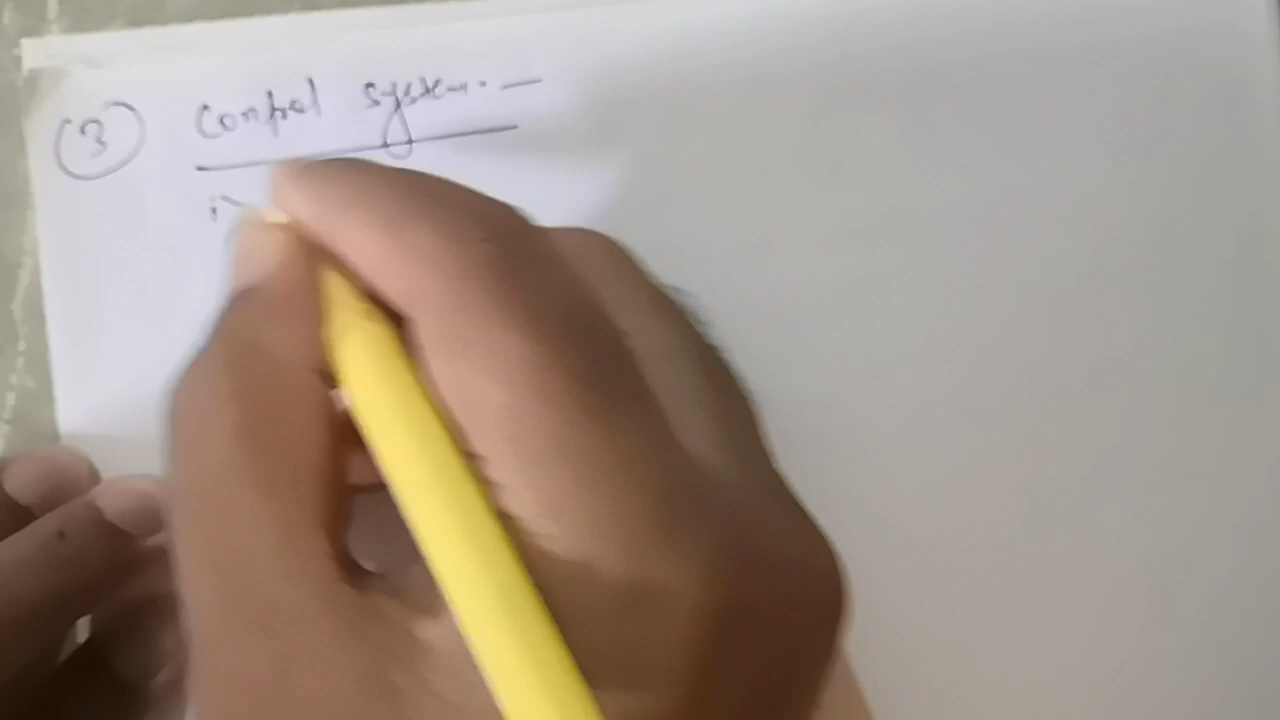 ③ Control system. —
i)